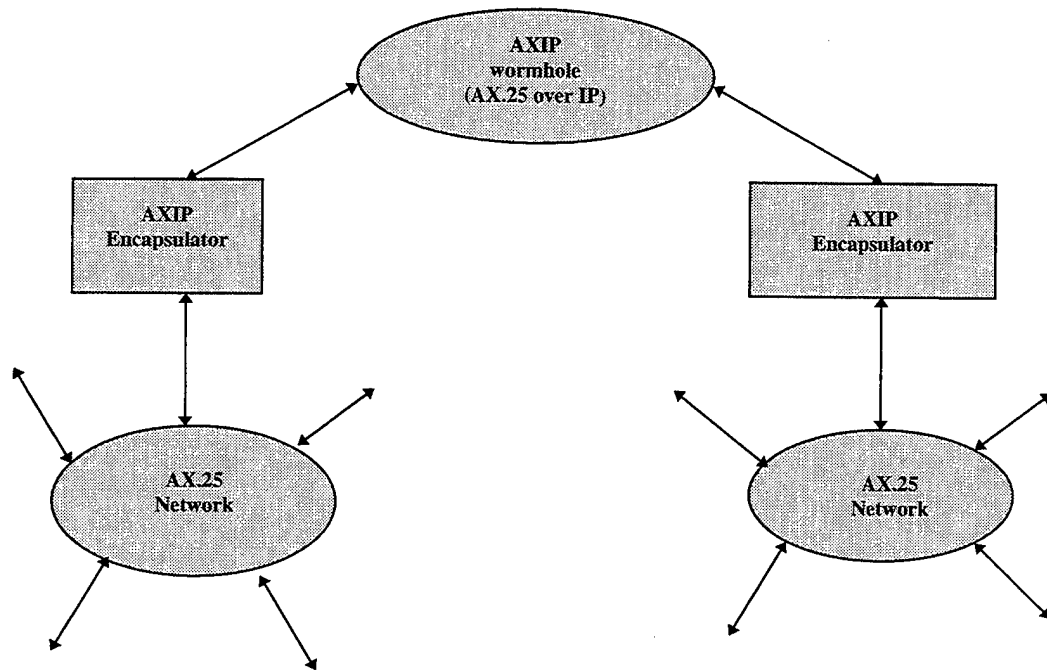 AXIP
wormhole
(AX.25 over IP)
AXIP
Encapsulator
AXIP
Encapsulator
AX.25
Network
AX.25
Network